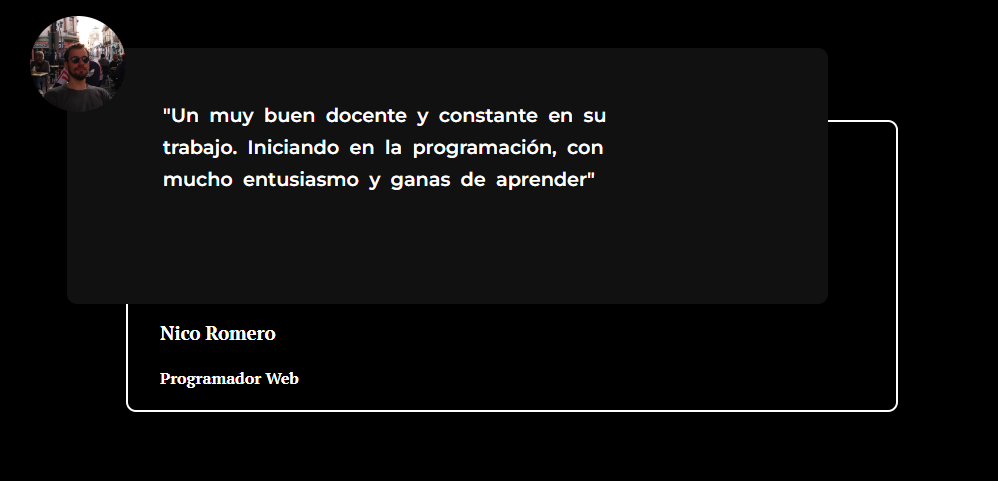 "Un muy buen docente y constante en su
trabajo. Iniciando en la programación, con
mucho entusiasmo y ganas de aprender"
Nico Romero
Programador Web